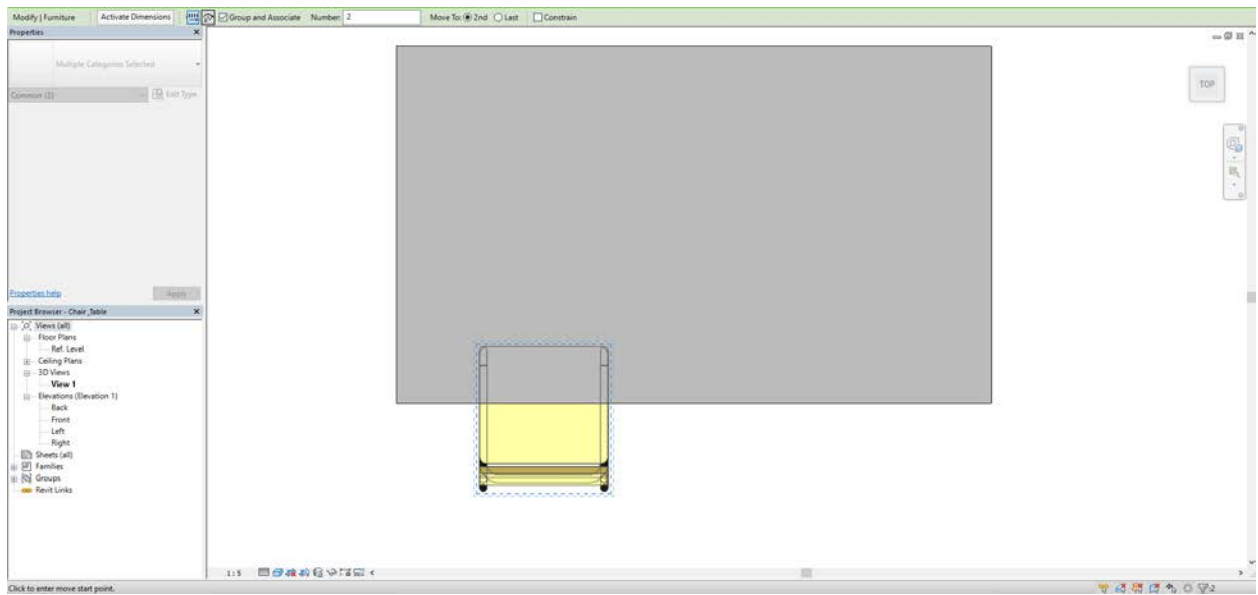 Modify | Furniture Activate Dimensions Group and Associate Number: 2 Move To: 2nd Last Constrain
Properties
Multiple Categories Selected
Common (2) Edit Type
Properties help Apply
Project Browser - Chair_Table
Views (all)
Floor Plans
Ref. Level
Ceiling Plans
3D Views
View 1
Elevations (Elevation 1)
Back
Front
Left
Right
Sheets (all)
Families
Groups
Revit Links
TOP
1:5
Click to enter move start point.
:2